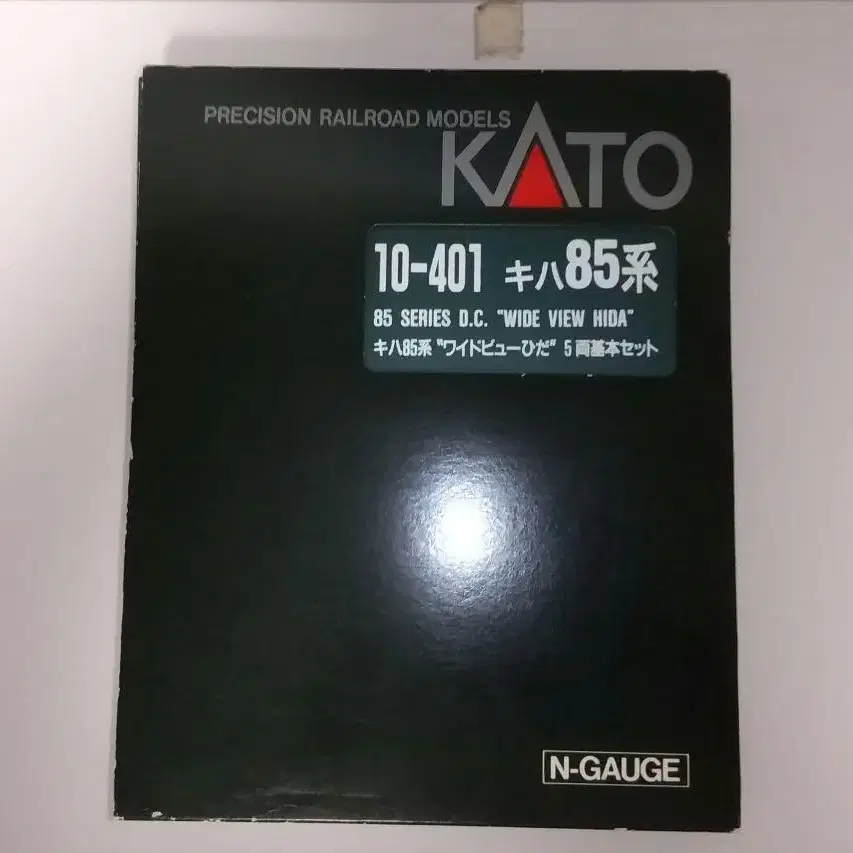 PRECISION RAILROAD MODELS
KATO
10-401 キハ85系
85 SERIES D.C. "WIDE VIEW HIDA"
キハ85系 "ワイドビューひだ" 5両基本セット
N-GAUGE